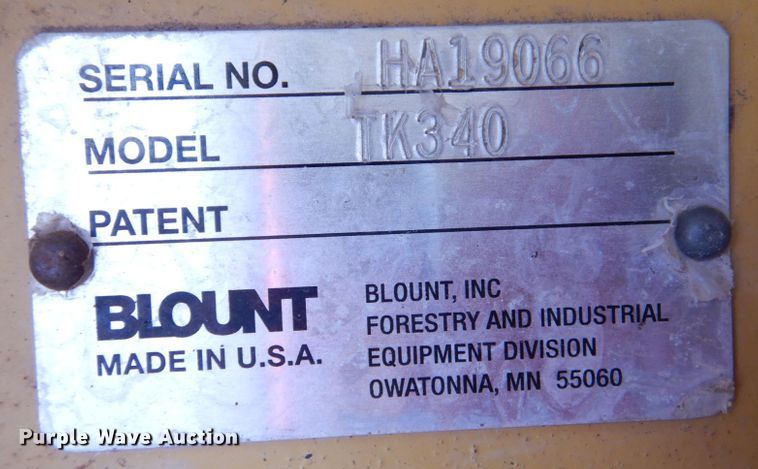 SERIAL NO. HA19066
MODEL TK340
PATENT
BLOUNT
MADE IN U.S.A.
BLOUNT, INC
FORESTRY AND INDUSTRIAL
EQUIPMENT DIVISION
OWATONNA, MN 55060
Purple Wave Auction